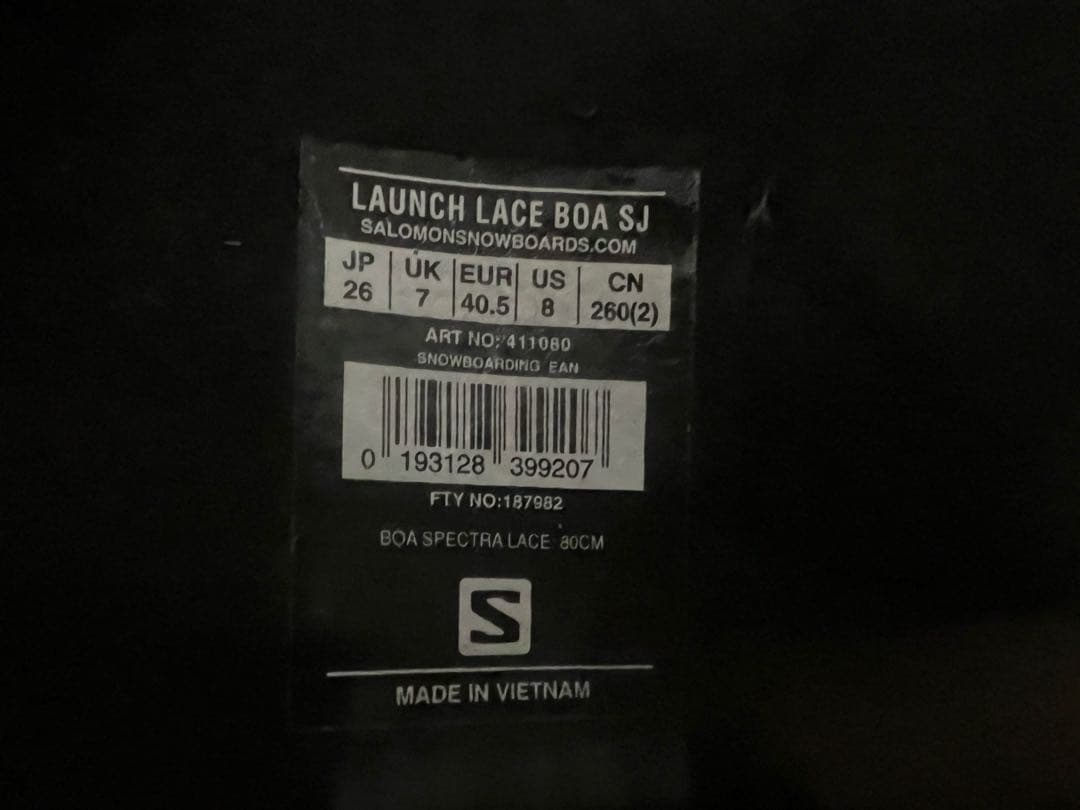 LAUNCH LACE BOA SJ
SALOMONSNOWBOARDS.COM
JP UK EUR US CN
26 7 40.5 8 260(2)
ART NO: 411080
SNOWBOARDING EAN
0 193128 399207
FTY NO:187982
BOA SPECTRA LACE 80CM
S
MADE IN VIETNAM